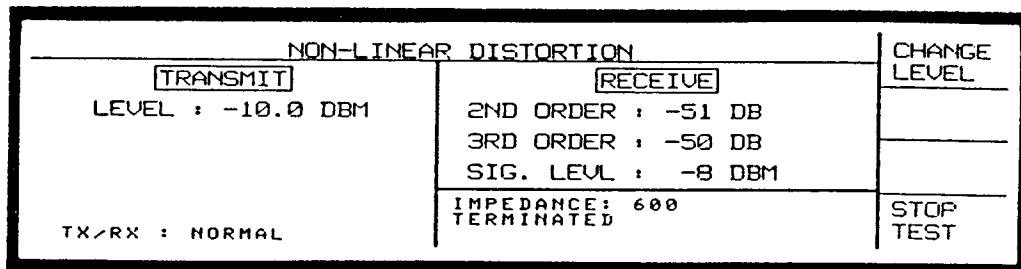 NON-LINEAR DISTORTION
TRANSMIT
LEVEL : -10.0 DBM
TX/RX : NORMAL
RECEIVE
2ND ORDER : -51 DB
3RD ORDER : -50 DB
SIG. LEVL : -8 DBM
IMPEDANCE: 600
TERMINATED
CHANGE
LEVEL
STOP
TEST